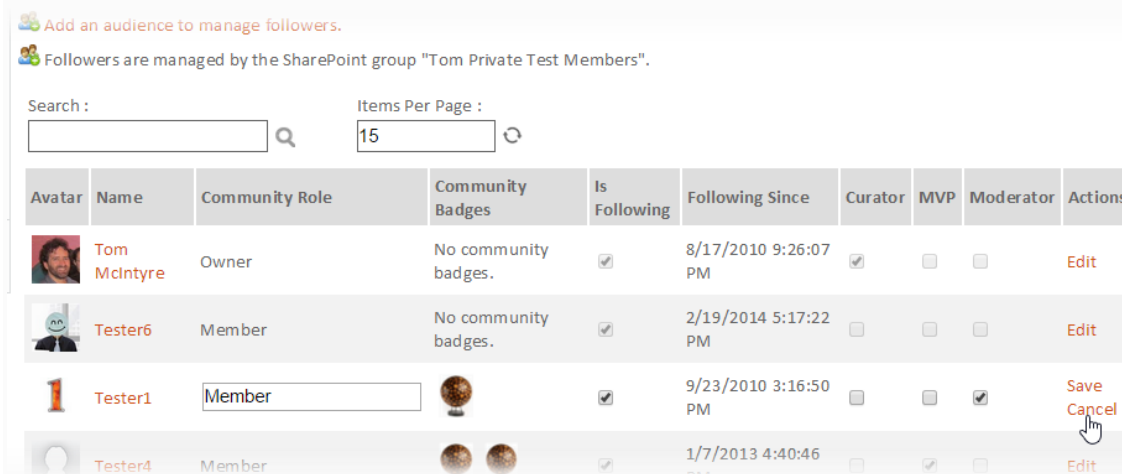 Add an audience to manage followers.
Followers are managed by the SharePoint group "Tom Private Test Members".
Search :
Items Per Page :
15
Avatar Name Community Role Community Badges Is Following Following Since Curator MVP Moderator Actions
Tom McIntyre Owner No community badges. 8/17/2010 9:26:07 PM Edit
Tester6 Member No community badges. 2/19/2014 5:17:22 PM Edit
1 Tester1 Member 9/23/2010 3:16:50 PM Save Cancel
Tester4 Member 1/7/2013 4:40:46 Edit